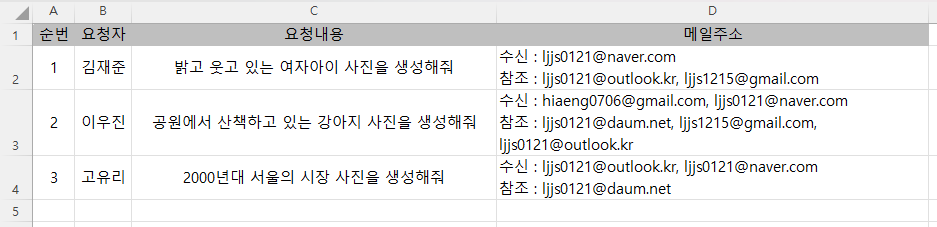 A B C D
1 순번 요청자 요청내용 메일주소
2 1 김재준 밝고 웃고 있는 여자아이 사진을 생성해줘 수신 : ljjs0121@naver.com
참조 : ljjs0121@outlook.kr, ljjs1215@gmail.com
3 2 이우진 공원에서 산책하고 있는 강아지 사진을 생성해줘 수신 : hiaeng0706@gmail.com, ljjs0121@naver.com
참조 : ljjs0121@daum.net, ljjs1215@gmail.com,
ljjs0121@outlook.kr
4 3 고유리 2000년대 서울의 시장 사진을 생성해줘 수신 : ljjs0121@outlook.kr, ljjs0121@naver.com
참조 : ljjs0121@daum.net
5